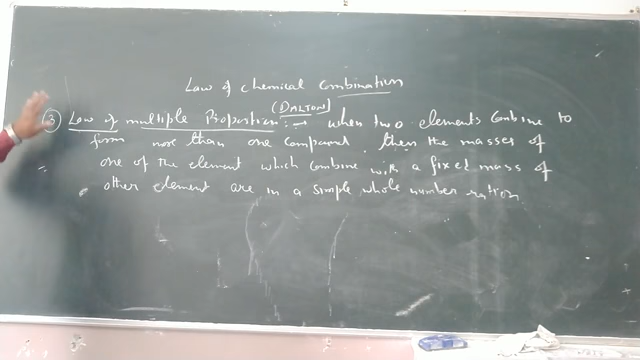 Law of chemical Combination
(DALTON)
③ Law of multiple Proportion :→ when two elements Combine to
form more than one compound, then the masses of
one of the element which combine with a fixed mass of
other element are in a simple whole number ration